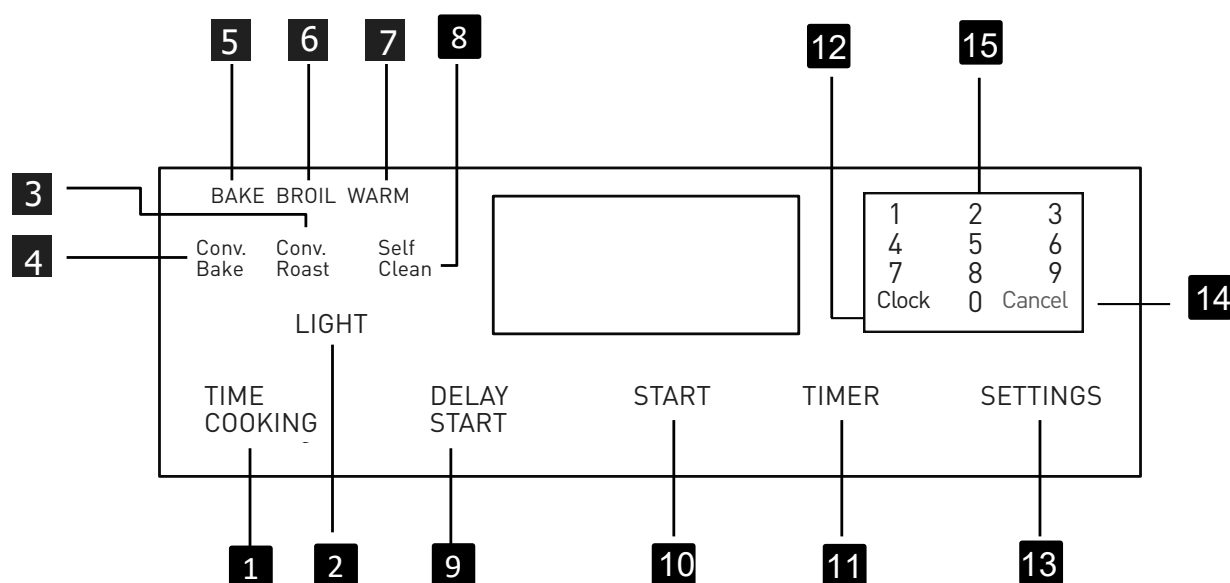 5 6 7 8
12 15
3
BAKE BROIL WARM
1 2 3
4
Conv. Bake
Conv. Roast
Self Clean
4 5 6
7 8 9
Clock 0 Cancel
14
LIGHT
TIME COOKING
DELAY START
START
TIMER
SETTINGS
1 2 9 10 11 13